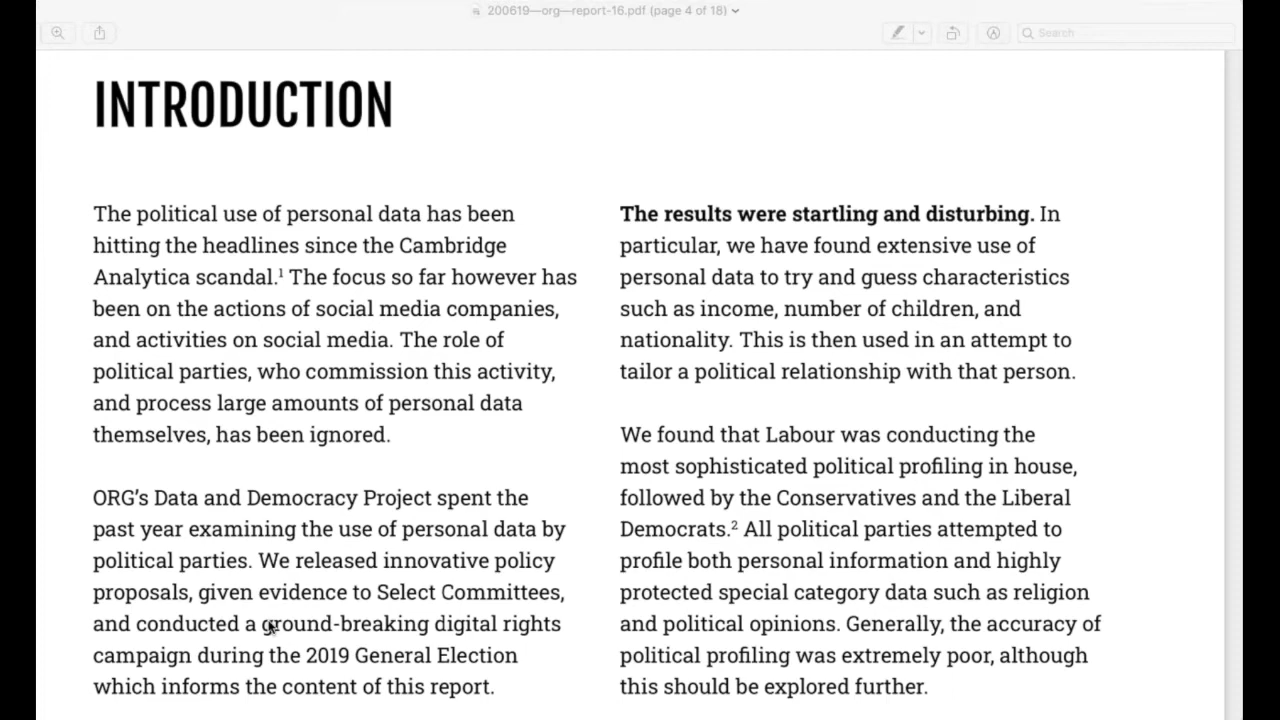 200619—org—report-16.pdf (page 4 of 18)
Search
INTRODUCTION
The political use of personal data has been
hitting the headlines since the Cambridge
Analytica scandal.¹ The focus so far however has
been on the actions of social media companies,
and activities on social media. The role of
political parties, who commission this activity,
and process large amounts of personal data
themselves, has been ignored.
ORG’s Data and Democracy Project spent the
past year examining the use of personal data by
political parties. We released innovative policy
proposals, given evidence to Select Committees,
and conducted a ground-breaking digital rights
campaign during the 2019 General Election
which informs the content of this report.
The results were startling and disturbing. In
particular, we have found extensive use of
personal data to try and guess characteristics
such as income, number of children, and
nationality. This is then used in an attempt to
tailor a political relationship with that person.
We found that Labour was conducting the
most sophisticated political profiling in house,
followed by the Conservatives and the Liberal
Democrats.² All political parties attempted to
profile both personal information and highly
protected special category data such as religion
and political opinions. Generally, the accuracy of
political profiling was extremely poor, although
this should be explored further.